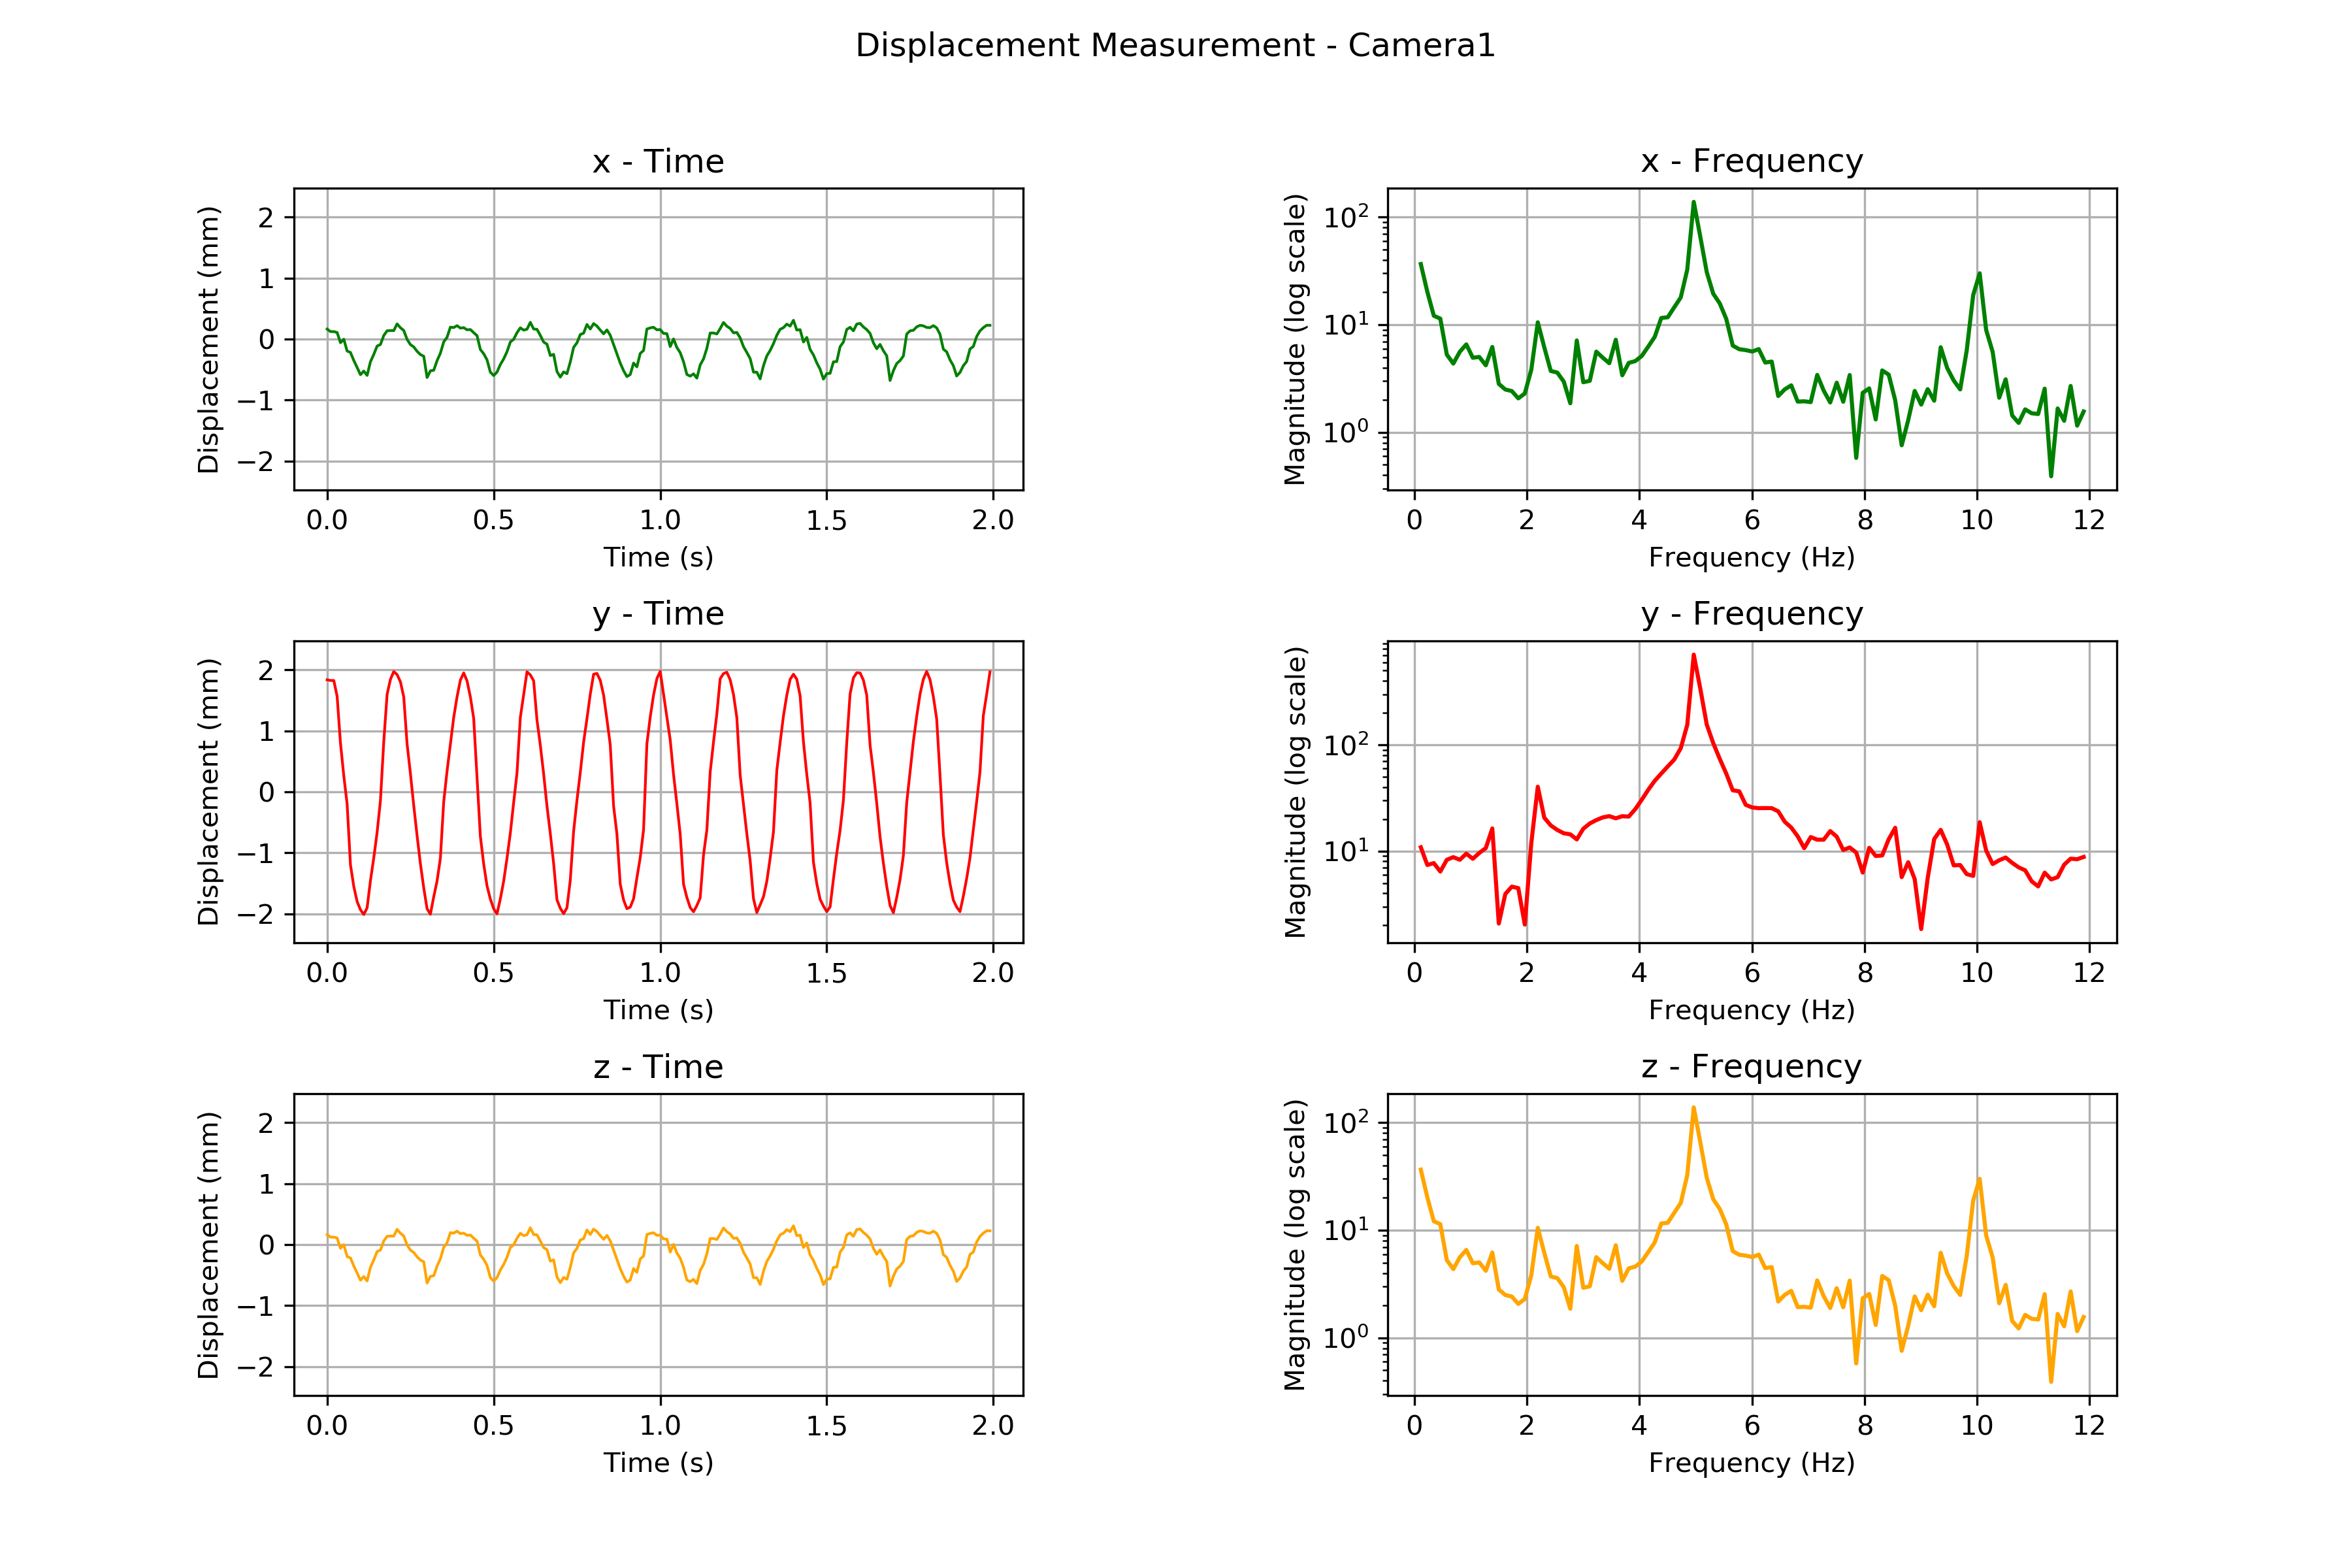 Displacement Measurement - Camera1
x - Time
Displacement (mm)
2
1
0
−1
−2
0.0 0.5 1.0 1.5 2.0
Time (s)
x - Frequency
Magnitude (log scale)
10²
10¹
10⁰
0 2 4 6 8 10 12
Frequency (Hz)
y - Time
Displacement (mm)
2
1
0
−1
−2
0.0 0.5 1.0 1.5 2.0
Time (s)
y - Frequency
Magnitude (log scale)
10²
10¹
0 2 4 6 8 10 12
Frequency (Hz)
z - Time
Displacement (mm)
2
1
0
−1
−2
0.0 0.5 1.0 1.5 2.0
Time (s)
z - Frequency
Magnitude (log scale)
10²
10¹
10⁰
0 2 4 6 8 10 12
Frequency (Hz)